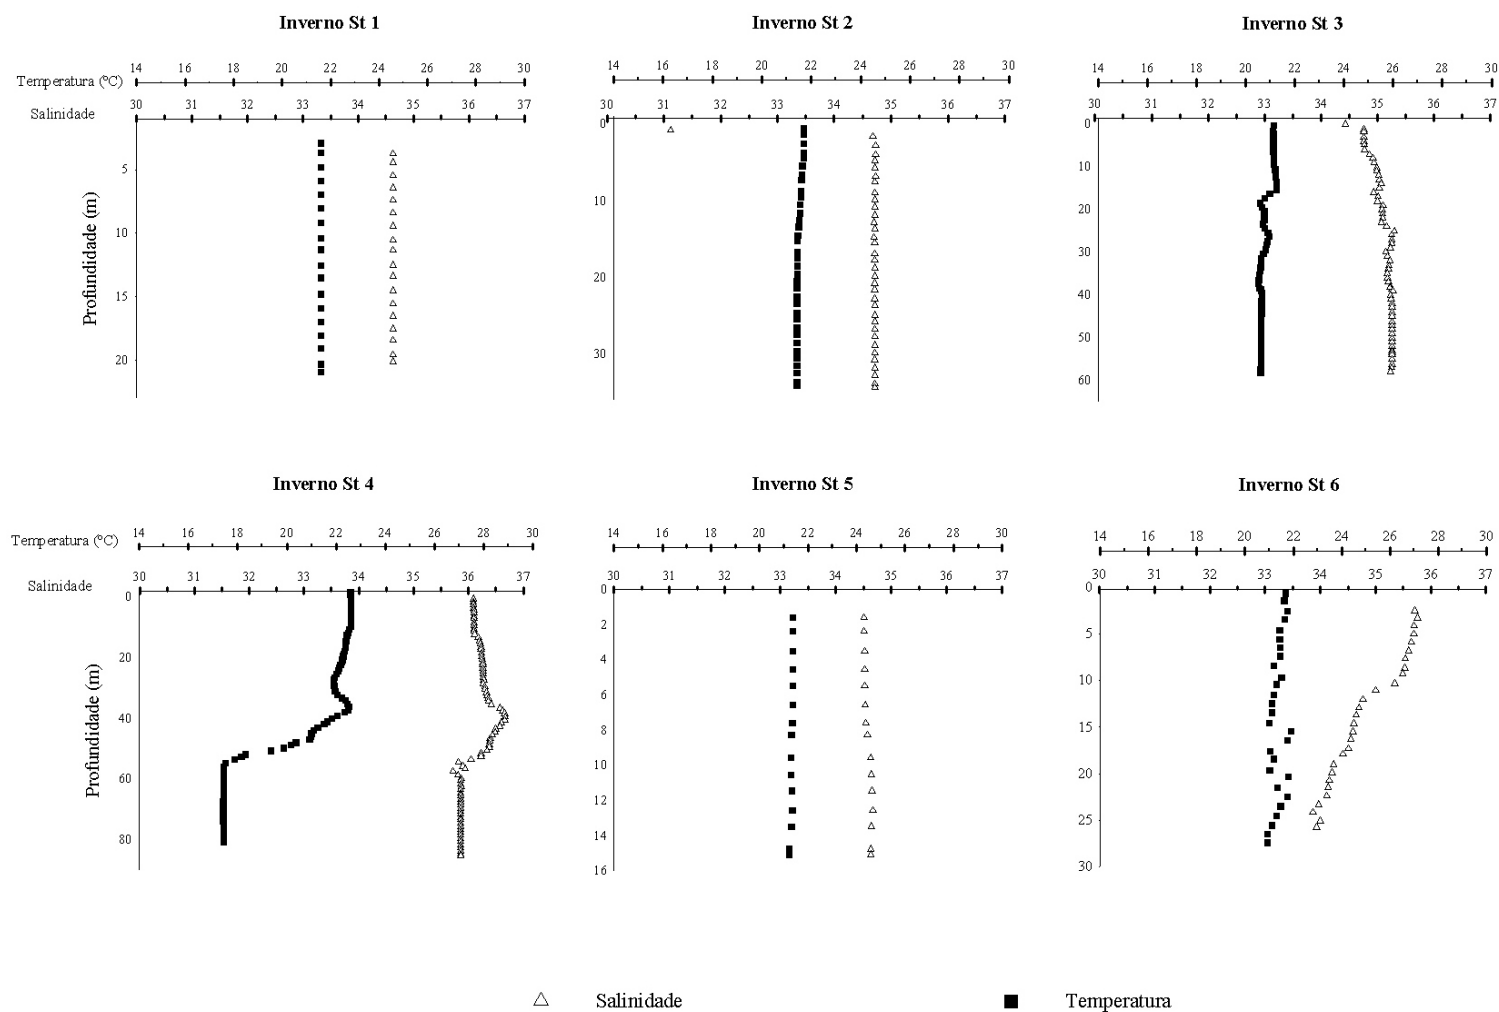 Inverno St 1
Inverno St 2
Inverno St 3
14 16 18 20 22 24 26 28 30
14 16 18 20 22 24 26 28 30
14 16 18 20 22 24 26 28 30
Temperatura (ºC)
Salinidade
30 31 32 33 34 35 36 37
30 31 32 33 34 35 36 37
30 31 32 33 34 35 36 37
Profundidade (m)
5
10
15
20
0
10
20
30
0
10
20
30
40
50
60
Inverno St 4
Inverno St 5
Inverno St 6
14 16 18 20 22 24 26 28 30
14 16 18 20 22 24 26 28 30
14 16 18 20 22 24 26 28 30
Temperatura (ºC)
Salinidade
30 31 32 33 34 35 36 37
30 31 32 33 34 35 36 37
30 31 32 33 34 35 36 37
Profundidade (m)
0
20
40
60
80
0
2
4
6
8
10
12
14
16
0
5
10
15
20
25
30
Salinidade
Temperatura